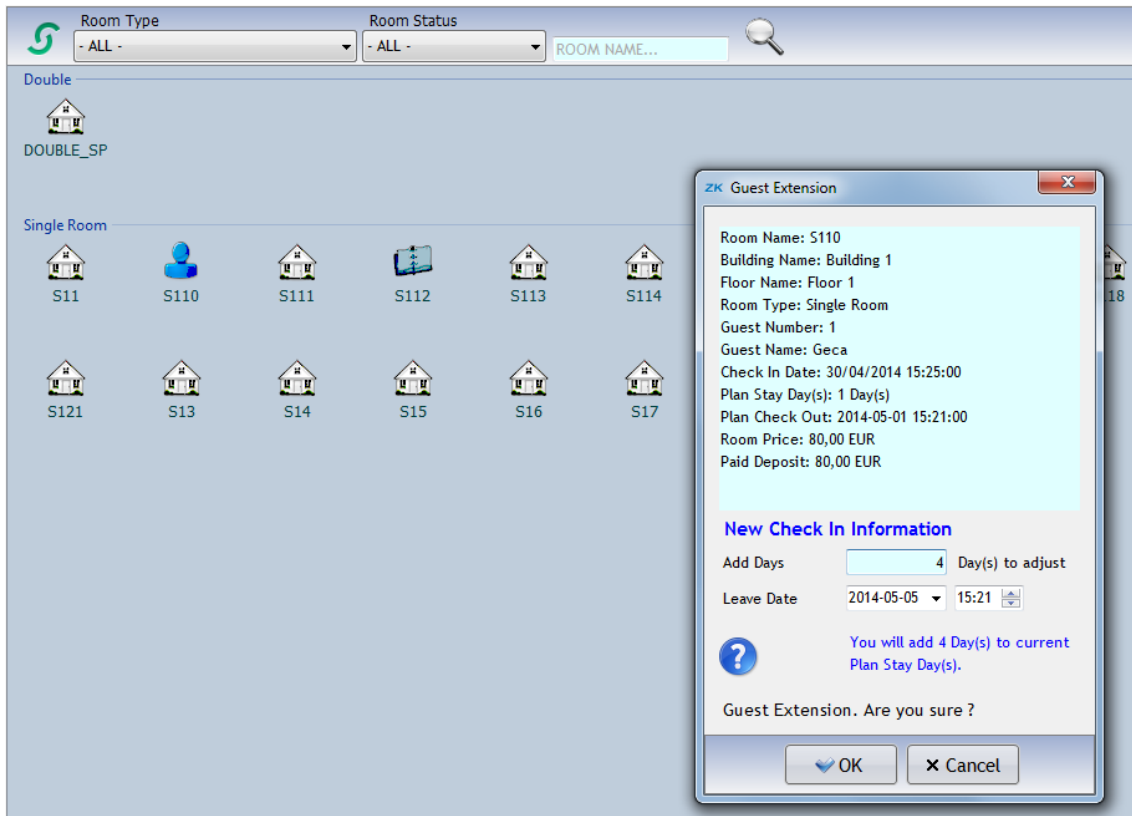 Room Type
Room Status
- ALL -
- ALL -
ROOM NAME...
Double
DOUBLE_SP
Single Room
S11
S110
S111
S112
S113
S114
18
S121
S13
S14
S15
S16
S17
ZK Guest Extension
Room Name: S110
Building Name: Building 1
Floor Name: Floor 1
Room Type: Single Room
Guest Number: 1
Guest Name: Geca
Check In Date: 30/04/2014 15:25:00
Plan Stay Day(s): 1 Day(s)
Plan Check Out: 2014-05-01 15:21:00
Room Price: 80,00 EUR
Paid Deposit: 80,00 EUR
New Check In Information
Add Days 4 Day(s) to adjust
Leave Date 2014-05-05 15:21
You will add 4 Day(s) to current
Plan Stay Day(s).
Guest Extension. Are you sure ?
OK
Cancel